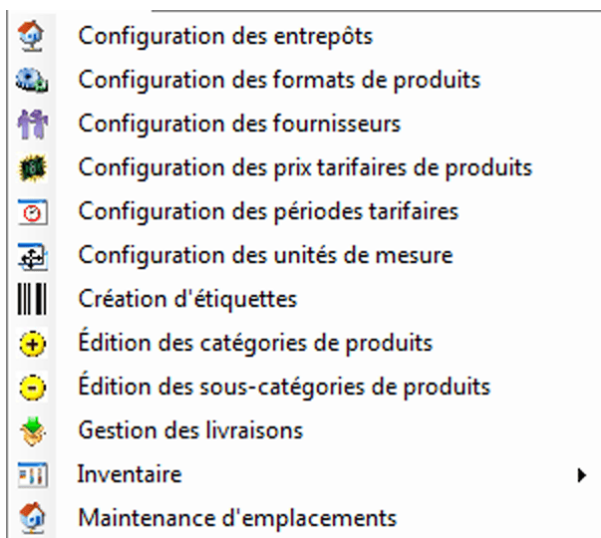 Configuration des entrepôts
Configuration des formats de produits
Configuration des fournisseurs
Configuration des prix tarifaires de produits
Configuration des périodes tarifaires
Configuration des unités de mesure
Création d'étiquettes
Édition des catégories de produits
Édition des sous-catégories de produits
Gestion des livraisons
Inventaire
Maintenance d'emplacements